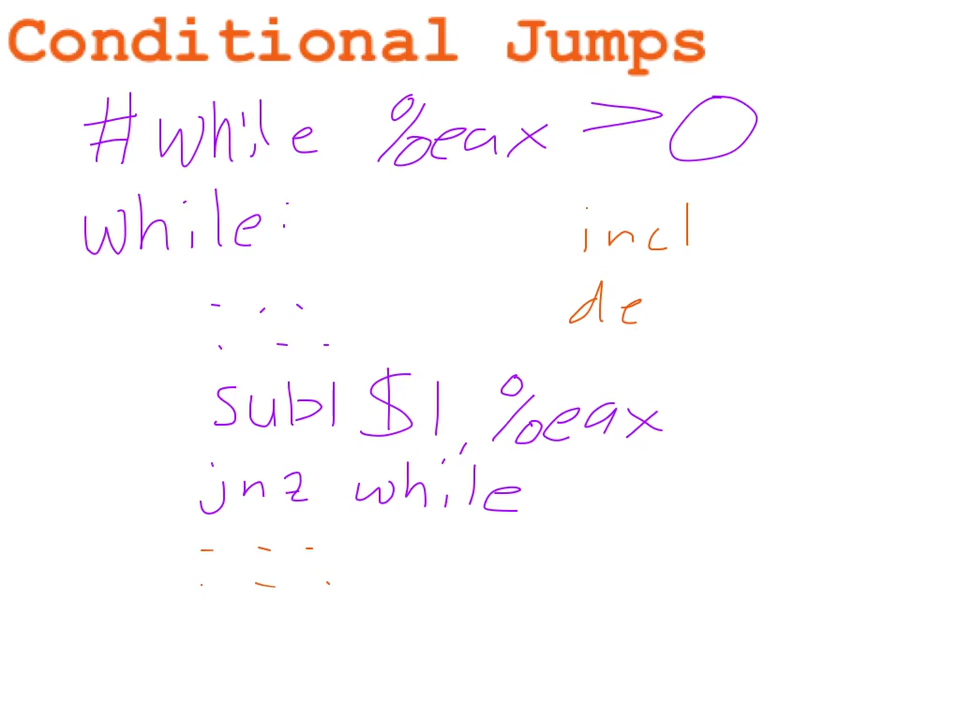 Conditional Jumps
#while %eax > 0
while:
incl
... 
de
...
subl $1, %eax
jnz while
...
...